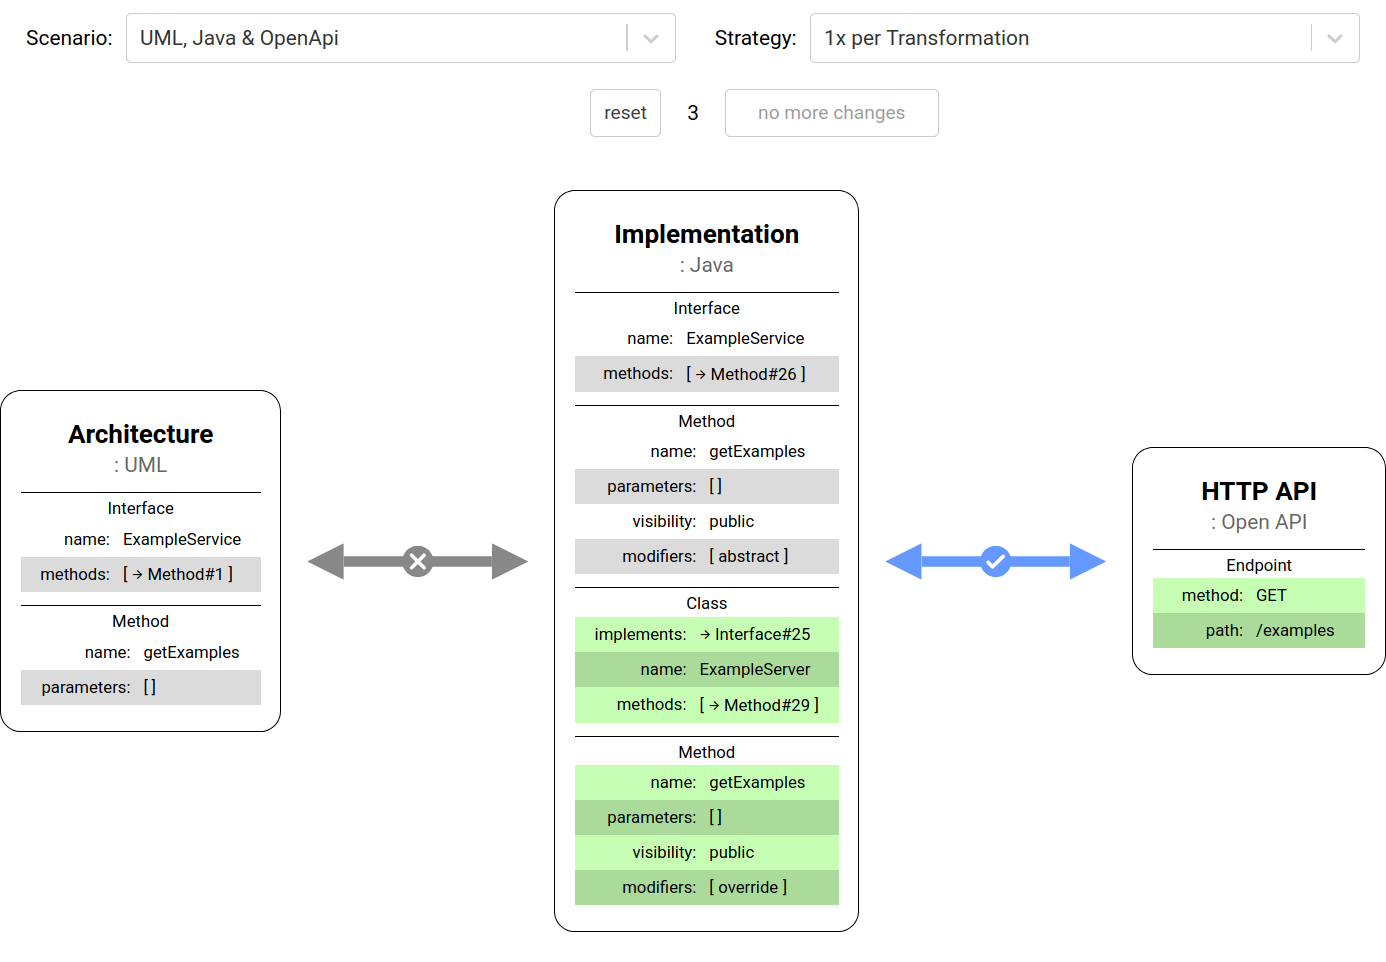 Scenario: UML, Java & OpenApi Strategy: 1x per Transformation
reset 3 no more changes
Architecture
: UML
Interface
name: ExampleService
methods: [ → Method#1 ]
Method
name: getExamples
parameters: [ ]
Implementation
: Java
Interface
name: ExampleService
methods: [ → Method#26 ]
Method
name: getExamples
parameters: [ ]
visibility: public
modifiers: [ abstract ]
Class
implements: → Interface#25
name: ExampleServer
methods: [ → Method#29 ]
Method
name: getExamples
parameters: [ ]
visibility: public
modifiers: [ override ]
HTTP API
: Open API
Endpoint
method: GET
path: /examples